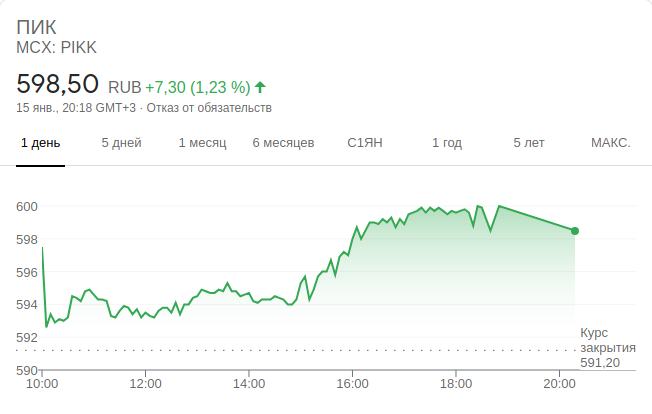 ПИК
MCX: PIKK
598,50 RUB +7,30 (1,23 %)
15 янв., 20:18 GMT+3 · Отказ от обязательств
1 день 5 дней 1 месяц 6 месяцев С1ЯН 1 год 5 лет МАКС.
600
598
596
594
592
590
Курс
закрытия
591,20
10:00 12:00 14:00 16:00 18:00 20:00